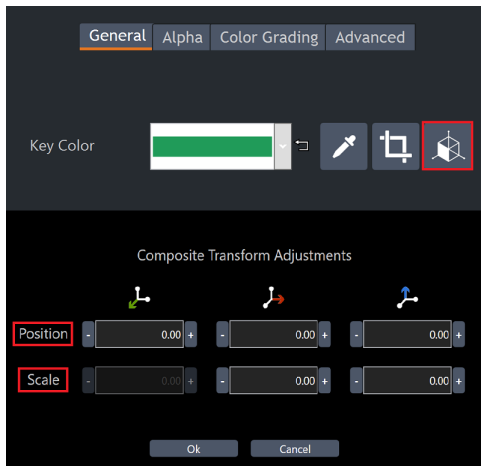 General Alpha Color Grading Advanced
Key Color
Composite Transform Adjustments
Position - 0.00 + - 0.00 + - 0.00 +
Scale - 0.00 + - 0.00 + - 0.00 +
Ok Cancel